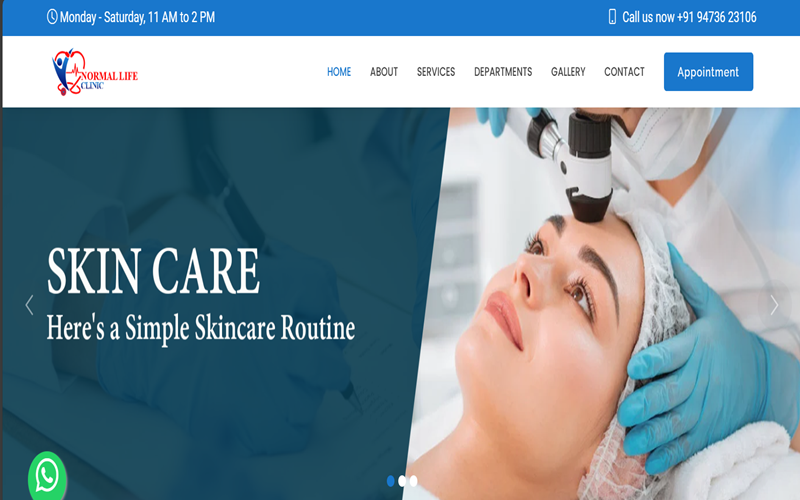 Monday - Saturday, 11 AM to 2 PM
Call us now +91 94736 23106
NORMAL LIFE
CLINIC
HOME
ABOUT
SERVICES
DEPARTMENTS
GALLERY
CONTACT
Appointment
SKIN CARE
Here's a Simple Skincare Routine